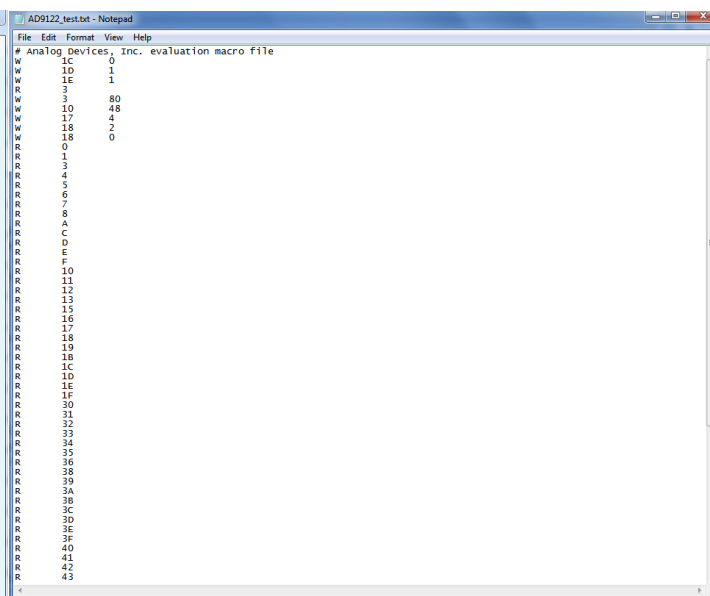 AD9122_test.txt - Notepad
File Edit Format View Help
# Analog Devices, Inc. evaluation macro file
W 1C 0
W 1D 1
W 1E 1
R 3
W 3 80
W 10 48
W 17 4
W 18 2
W 18 0
R 0
R 1
R 3
R 4
R 5
R 6
R 7
R 8
R A
R C
R D
R E
R F
R 10
R 11
R 12
R 13
R 15
R 16
R 17
R 18
R 19
R 1B
R 1C
R 1D
R 1E
R 1F
R 30
R 31
R 32
R 33
R 34
R 35
R 36
R 38
R 39
R 3A
R 3B
R 3C
R 3D
R 3E
R 3F
R 40
R 41
R 42
R 43